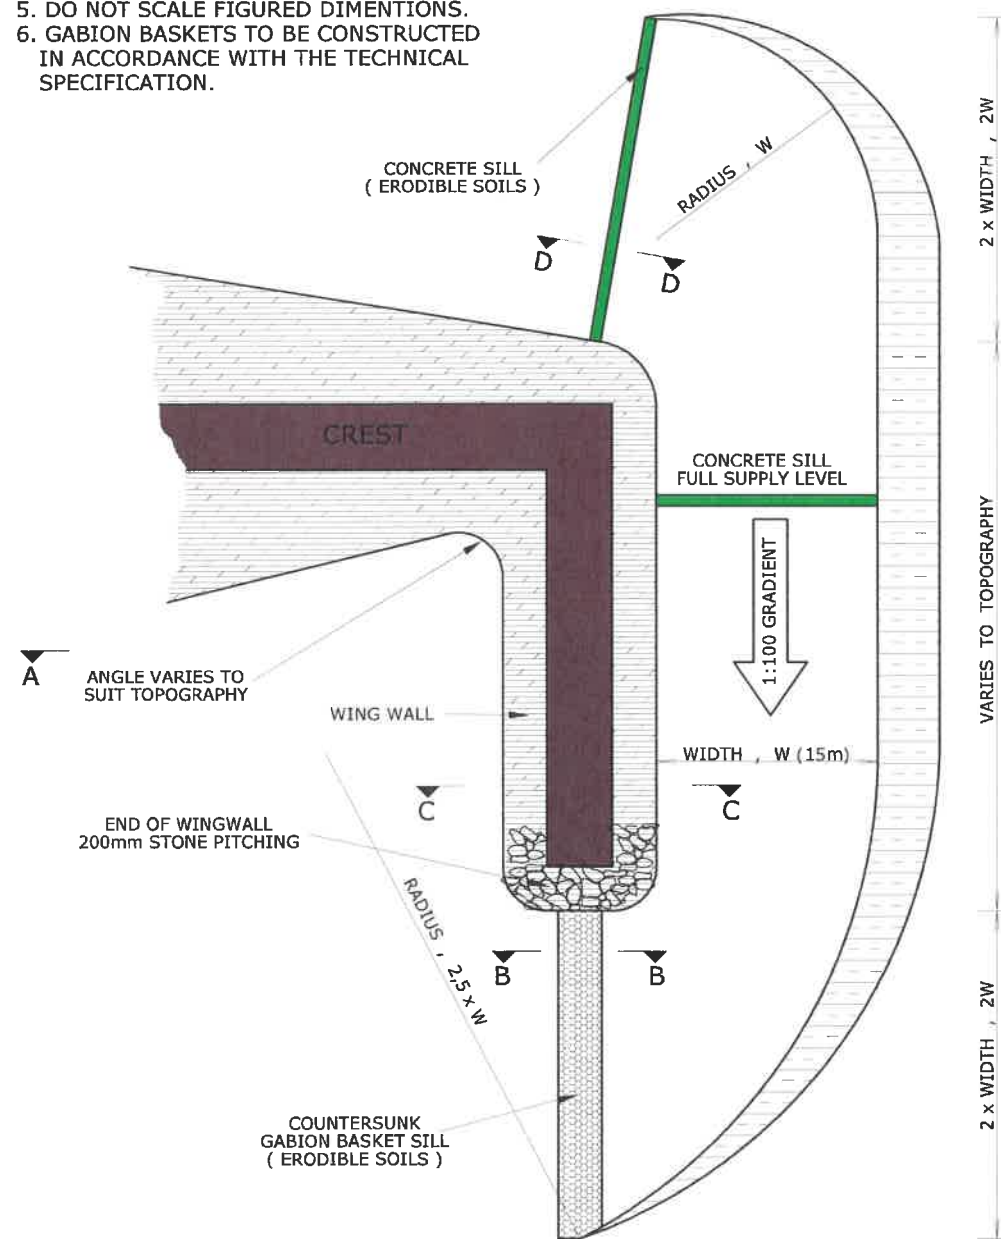 5. DO NOT SCALE FIGURED DIMENTIONS.
6. GABION BASKETS TO BE CONSTRUCTED
IN ACCORDANCE WITH THE TECHNICAL
SPECIFICATION.
CONCRETE SILL
( ERODIBLE SOILS )
RADIUS , W
2 x WIDTH , 2W
D
D
CREST
CONCRETE SILL
FULL SUPPLY LEVEL
1:100 GRADIENT
VARIES TO TOPOGRAPHY
A
ANGLE VARIES TO
SUIT TOPOGRAPHY
WING WALL
WIDTH , W (15m)
C
C
END OF WINGWALL
200mm STONE PITCHING
RADIUS , 2,5 x W
B
B
COUNTERSUNK
GABION BASKET SILL
( ERODIBLE SOILS )
2 x WIDTH , 2W